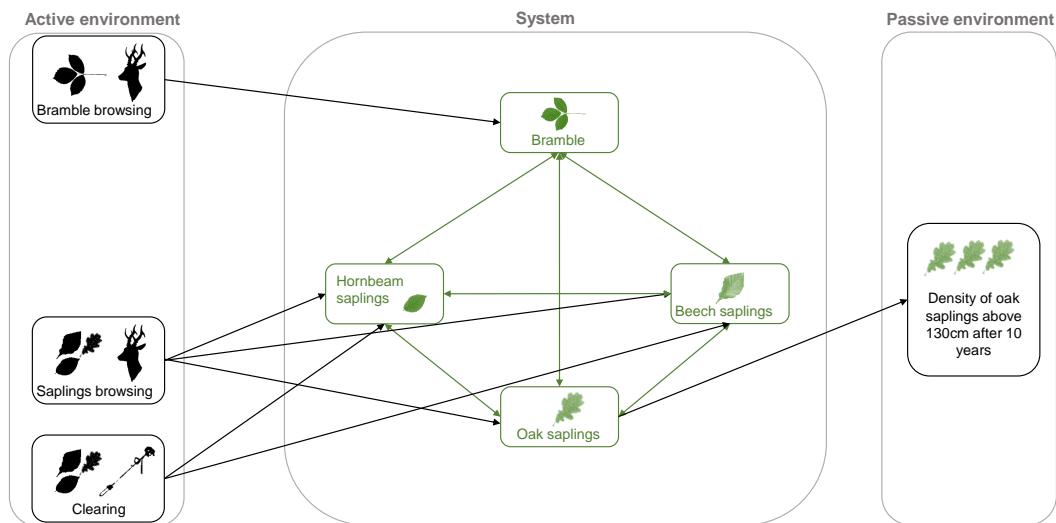 Active environment
System
Passive environment
Bramble browsing
Bramble
Hornbeam
saplings
Beech saplings
Density of oak
saplings above
130cm after 10
years
Saplings browsing
Oak saplings
Clearing